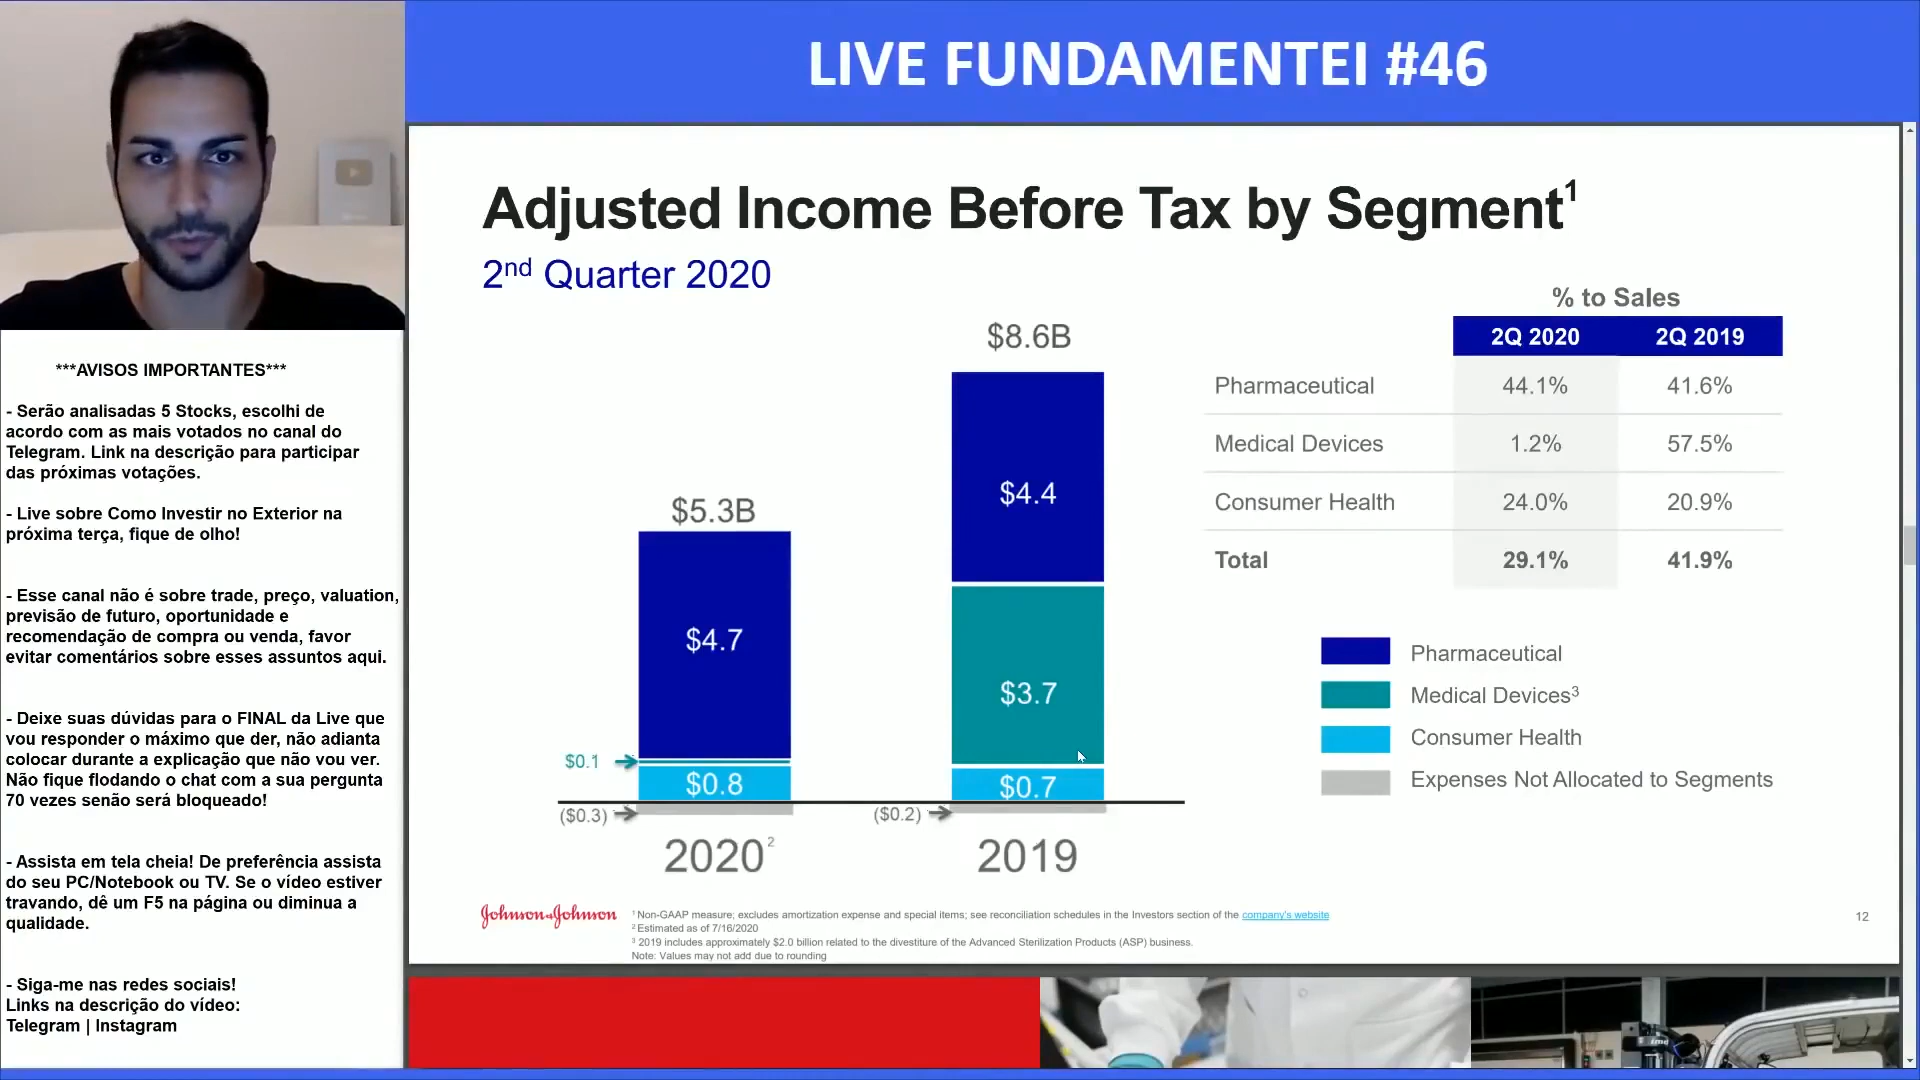 LIVE FUNDAMENTEI #46
***AVISOS IMPORTANTES***
- Serão analisadas 5 Stocks, escolhi de
acordo com as mais votados no canal do
Telegram. Link na descrição para participar
das próximas votações.
- Live sobre Como Investir no Exterior na
próxima terça, fique de olho!
- Esse canal não é sobre trade, preço, valuation,
previsão de futuro, oportunidade e
recomendação de compra ou venda, favor
evitar comentários sobre esses assuntos aqui.
- Deixe suas dúvidas para o FINAL da Live que
vou responder o máximo que der, não adianta
colocar durante a explicação que não vou ver.
Não fique flodando o chat com a sua pergunta
70 vezes senão será bloqueado!
- Assista em tela cheia! De preferência assista
do seu PC/Notebook ou TV. Se o vídeo estiver
travando, dê um F5 na página ou diminua a
qualidade.
- Siga-me nas redes sociais!
Links na descrição do vídeo:
Telegram | Instagram
Adjusted Income Before Tax by Segment¹
2nd Quarter 2020
$5.3B
$4.7
$0.1
$0.8
($0.3)
2020²
$8.6B
$4.4
$3.7
$0.7
($0.2)
2019
% to Sales
2Q 2020 2Q 2019
Pharmaceutical 44.1% 41.6%
Medical Devices 1.2% 57.5%
Consumer Health 24.0% 20.9%
Total 29.1% 41.9%
Pharmaceutical
Medical Devices³
Consumer Health
Expenses Not Allocated to Segments
Johnson & Johnson
¹ Non-GAAP measure; excludes amortization expense and special items; see reconciliation schedules in the Investors section of the company's website
² Estimated as of 7/16/2020
³ 2019 includes approximately $2.0 billion related to the divestiture of the Advanced Sterilization Products (ASP) business.
Note: Values may not add due to rounding
12